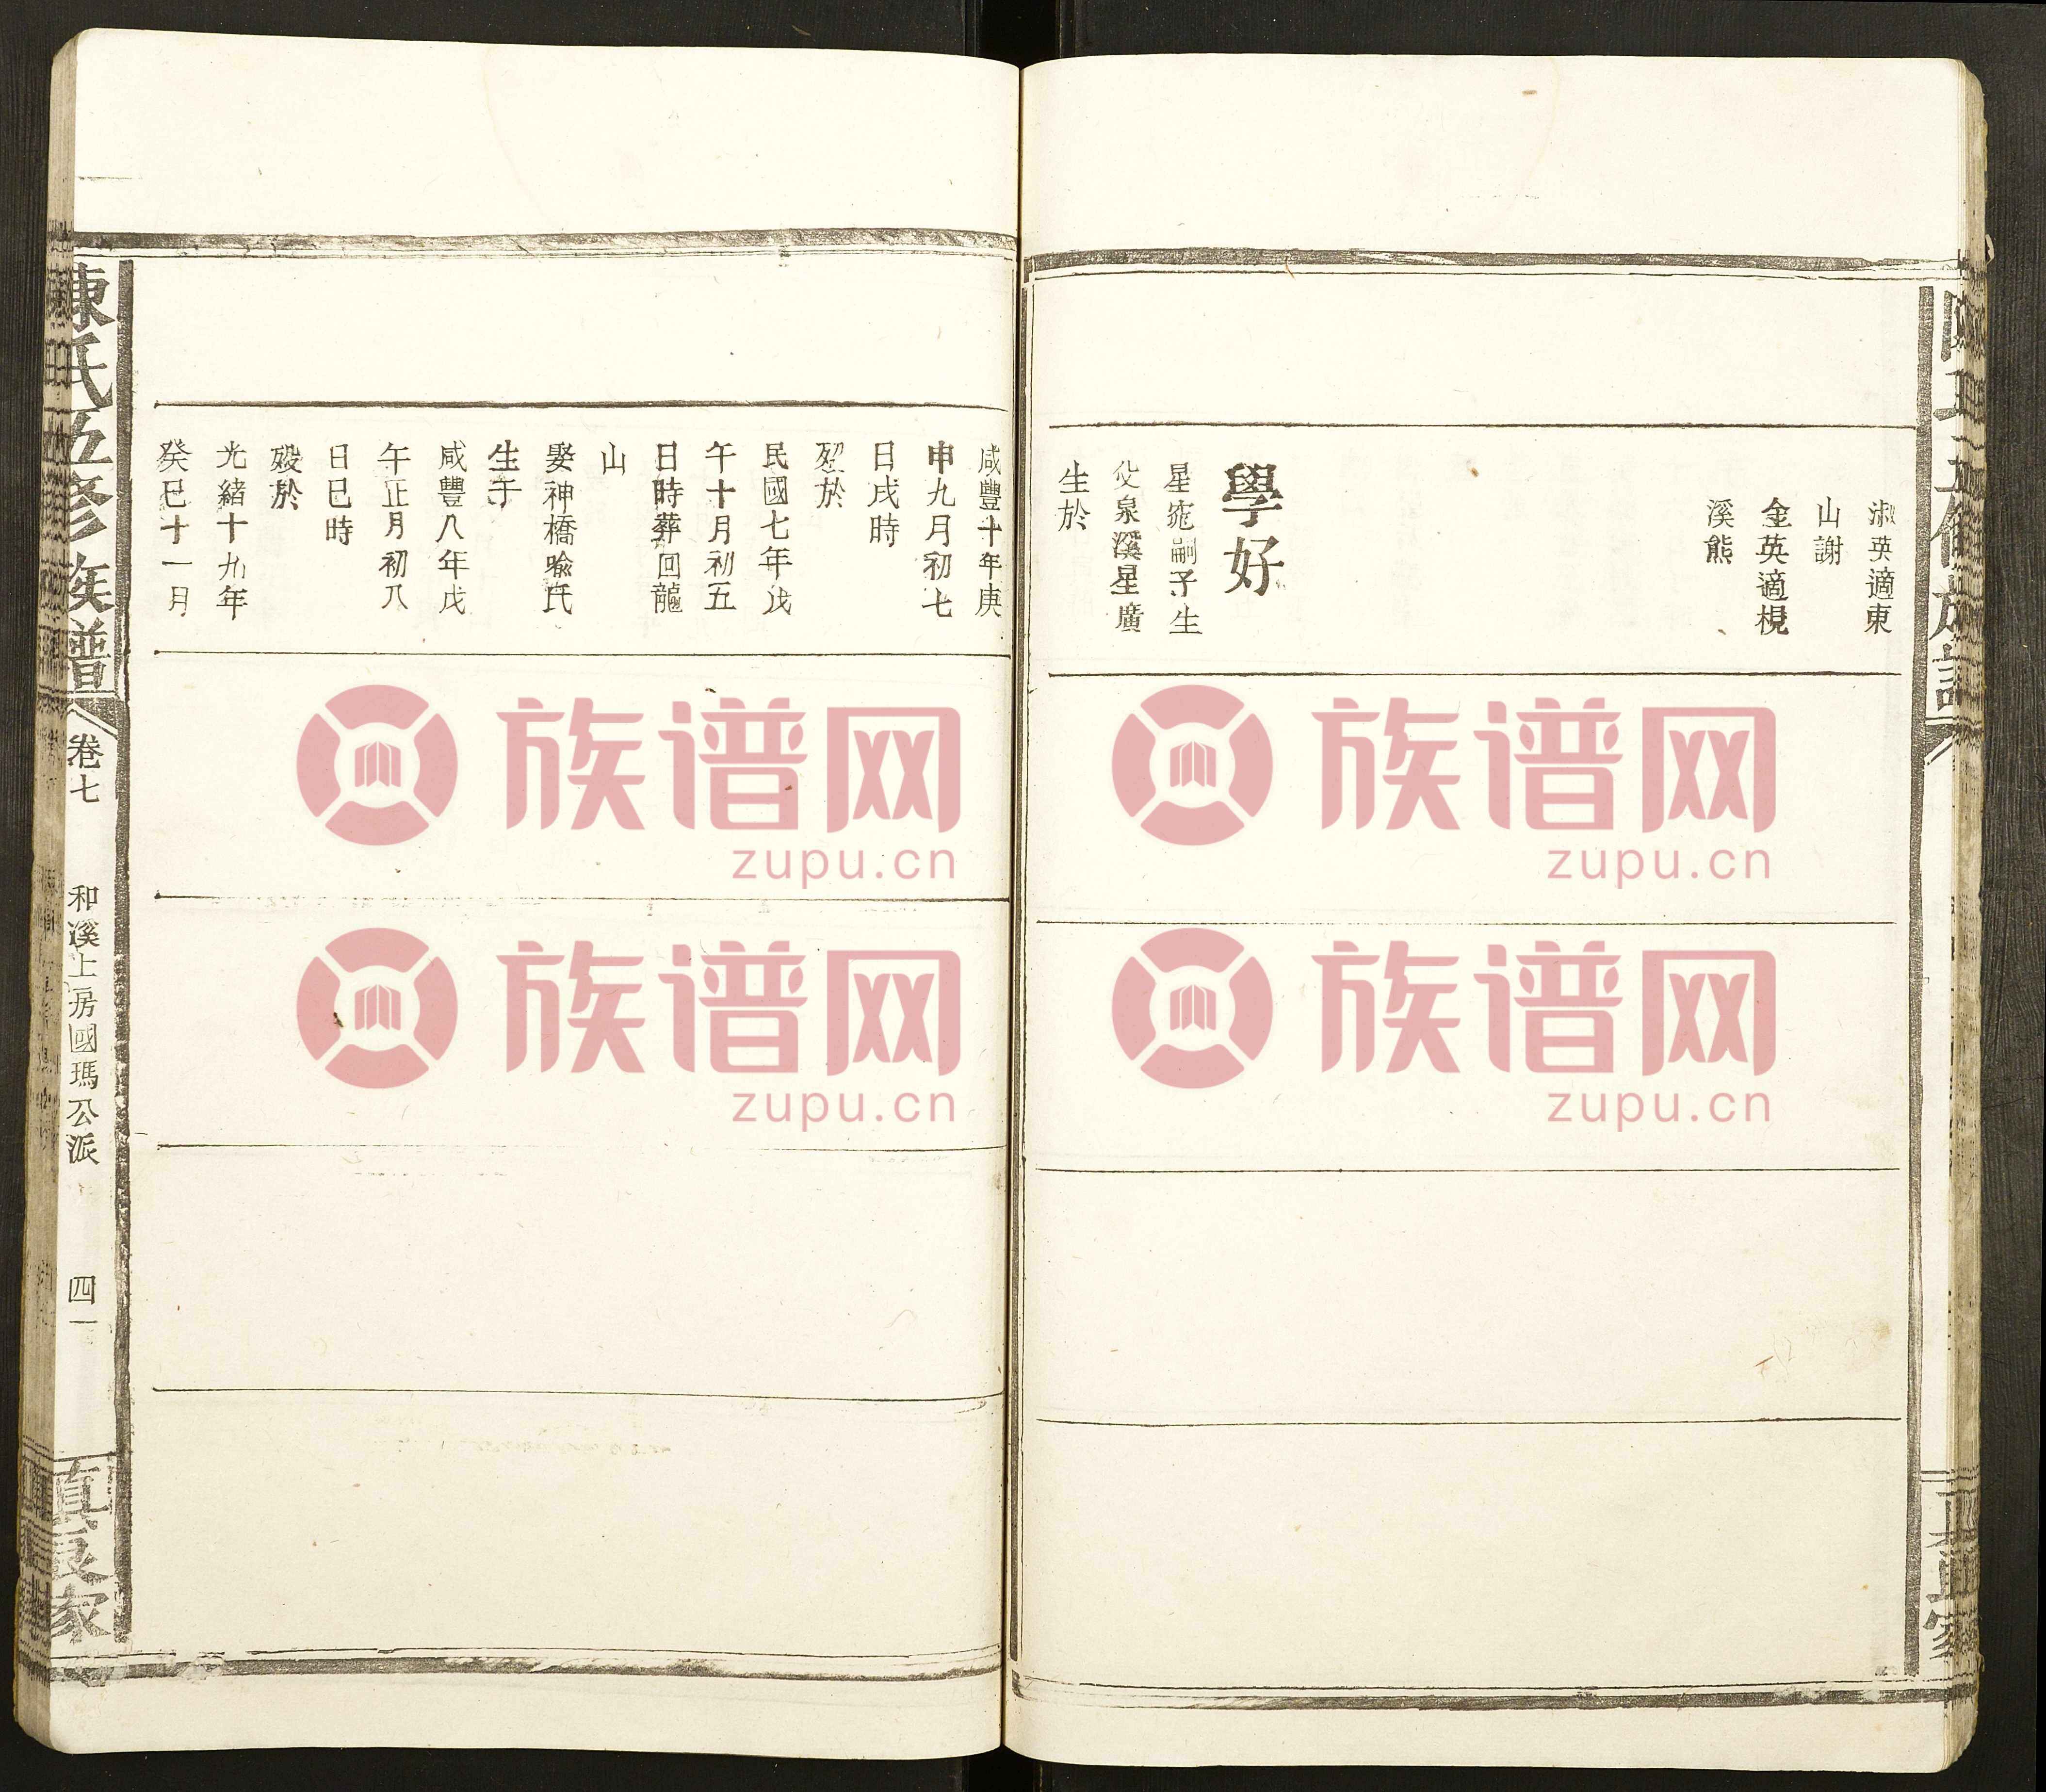 淑英適東
山謝
金英適梘
溪熊
學好
星
嗣子生
父泉溪星廣
生於
咸豐十年庚
申九月初七
日戌時
歿於
民國七年戊
午十月初五
日時葬回龍
山
娶神橋喻氏
生于
咸豐八年戊
午正月初八
日巳時
歿於
光緒十九年
癸巳十一月
陳氏五修族譜
卷七
和溪上房國瑪公派
四一
真良家
族谱网
zupu.cn
族谱网
zupu.cn
族谱网
zupu.cn
族谱网
zupu.cn